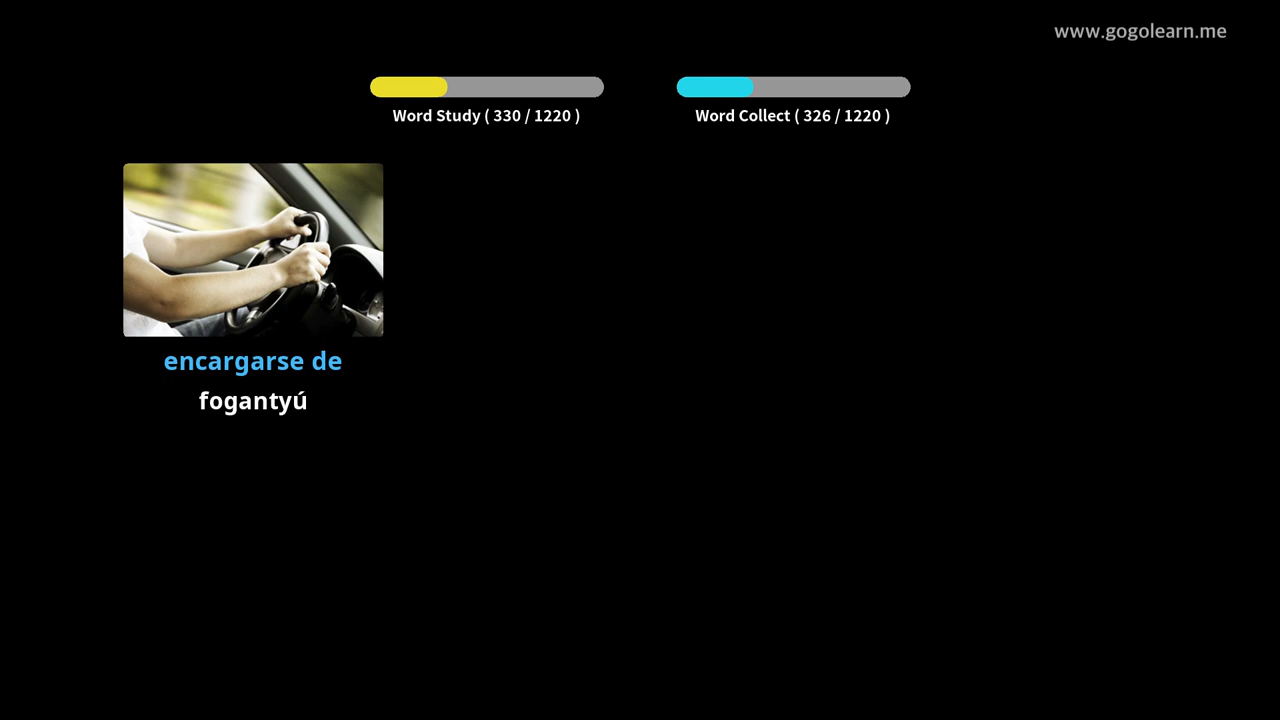 www.gogolearn.me
Word Study ( 330 / 1220 )
Word Collect ( 326 / 1220 )
encargarse de
fogantyú